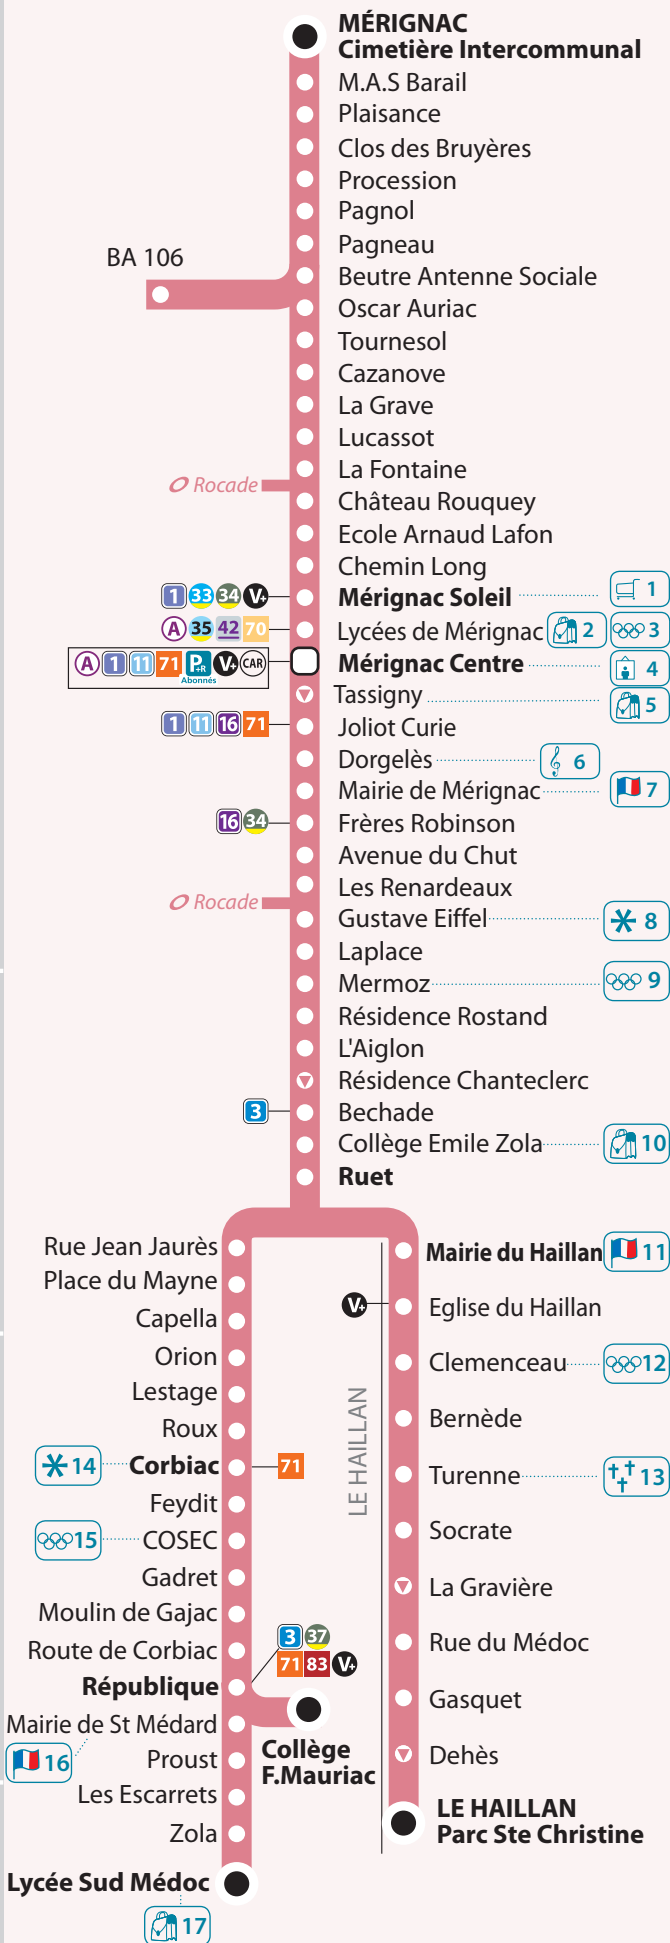 MÉRIGNAC
Cimetière Intercommunal
M.A.S Barail
Plaisance
Clos des Bruyères
Procession
Pagnol
Pagneau
BA 106
Beutre Antenne Sociale
Oscar Auriac
Tournesol
Cazanove
La Grave
Lucassot
La Fontaine
Rocade
Château Rouquey
Ecole Arnaud Lafon
Chemin Long
1 33 34 V+ Mérignac Soleil 1
A 35 42 70 Lycées de Mérignac 2 3
A 1 11 71 P+R Abonnés V+ CAR Mérignac Centre 4
Tassigny 5
1 11 16 71 Joliot Curie
Dorgelès 6
Mairie de Mérignac 7
16 34 Frères Robinson
Avenue du Chut
Les Renardeaux
Rocade
Gustave Eiffel 8
Laplace
Mermoz 9
Résidence Rostand
L'Aiglon
Résidence Chanteclerc
3 Bechade
Collège Emile Zola 10
Ruet
Rue Jean Jaurès
Place du Mayne
Capella
Orion
Lestage
Roux
14 Corbiac 71
Feydit
15 COSEC
Gadret
Moulin de Gajac
Route de Corbiac
République
3 37
71 83 V+
Mairie de St Médard
16
Proust
Les Escarrets
Zola
Lycée Sud Médoc
17
Collège
F.Mauriac
LE HAILLAN
Mairie du Haillan 11
V+ Eglise du Haillan
Clemenceau 12
Bernède
Turenne 13
Socrate
La Gravière
Rue du Médoc
Gasquet
Dehès
LE HAILLAN
Parc Ste Christine